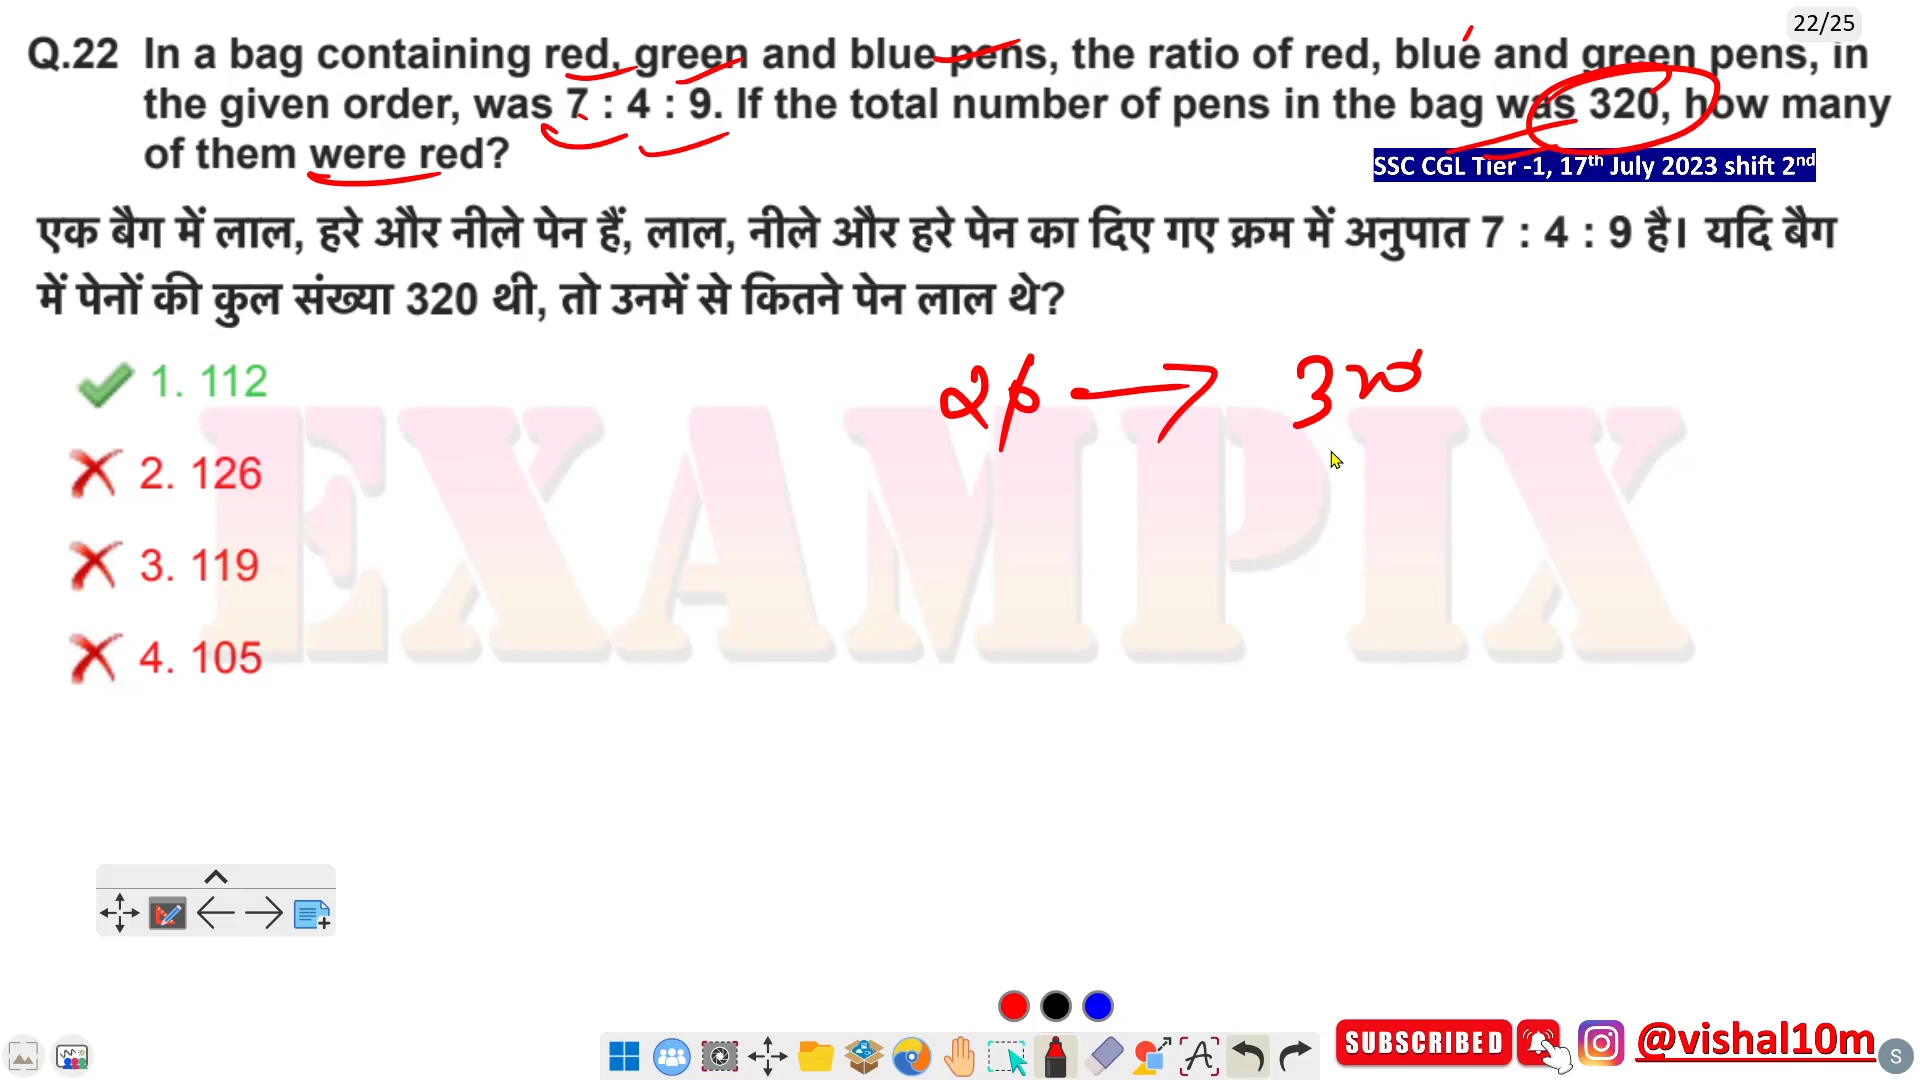 22/25
Q.22 In a bag containing red, green and blue pens, the ratio of red, blue and green pens, in
the given order, was 7 : 4 : 9. If the total number of pens in the bag was 320, how many
of them were red?
SSC CGL Tier -1, 17th July 2023 shift 2nd
एक बैग में लाल, हरे और नीले पेन हैं, लाल, नीले और हरे पेन का दिए गए क्रम में अनुपात 7 : 4 : 9 है। यदि बैग
में पेनों की कुल संख्या 320 थी, तो उनमें से कितने पेन लाल थे?
1. 112
20 → 320
2. 126
3. 119
4. 105
EXAMPIX
SUBSCRIBED
@vishal10m
S